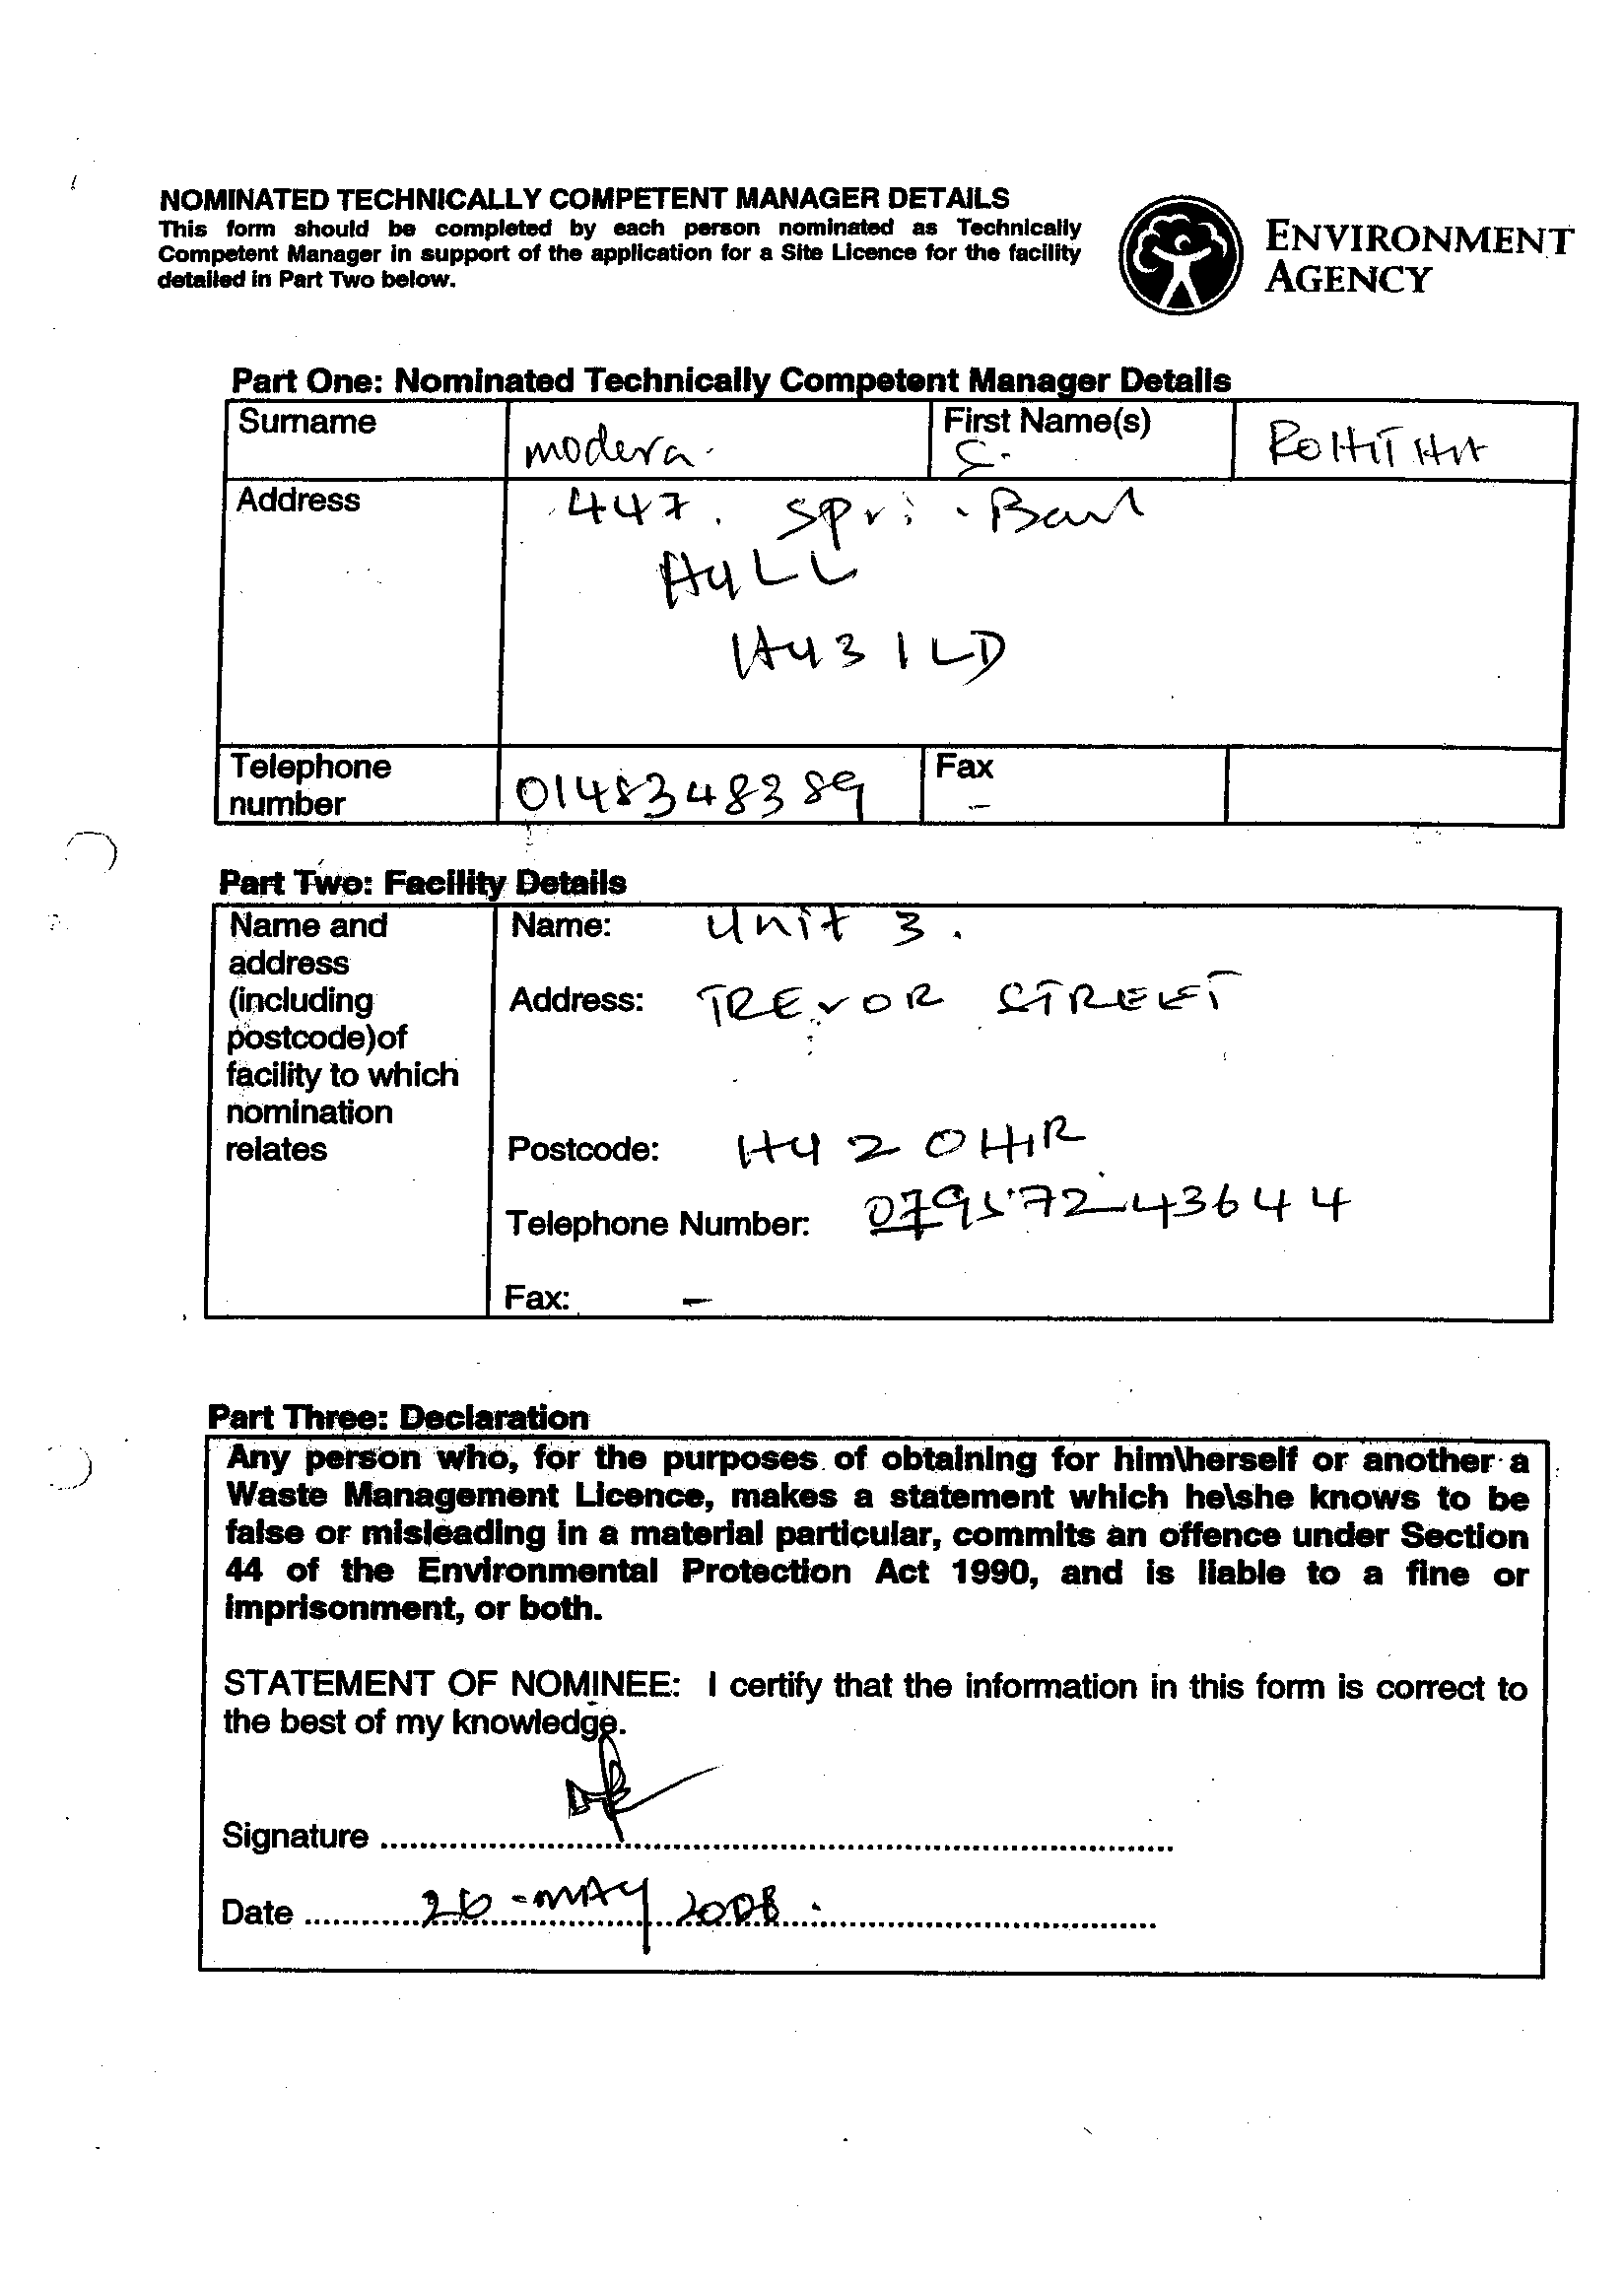 NOMINATED TECHNICALLY COMPETENT MANAGER DETAILS
This form should be completed by each person nominated as Technically
Competent Manager in support of the application for a Site Licence for the facility
detailed in Part Two below.
ENVIRONMENT
AGENCY
Part One: Nominated Technically Competent Manager Details
Surname modera. First Name(s) C. ROHITHA
Address 447. Spri. Bank
HULL
HU3 1LD
Telephone
number 01483483 89 Fax -
Part Two: Facility Details
Name and
address
(including
postcode)of
facility to which
nomination
relates
Name: Unit 3.
Address: TREVOR STREET
Postcode: HU2 0HR
Telephone Number: 07957243644
Fax: -
Part Three: Declaration
Any person who, for the purposes of obtaining for him\herself or another a
Waste Management Licence, makes a statement which he\she knows to be
false or misleading in a material particular, commits an offence under Section
44 of the Environmental Protection Act 1990, and is liable to a fine or
imprisonment, or both.
STATEMENT OF NOMINEE: I certify that the information in this form is correct to
the best of my knowledge.
Signature
Date 26 - MAY 2008.